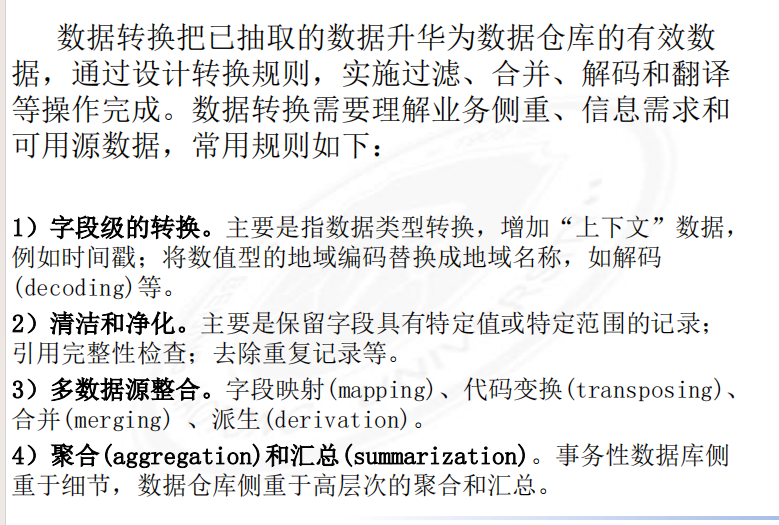 数据转换把已抽取的数据升华为数据仓库的有效数
据，通过设计转换规则，实施过滤、合并、解码和翻译
等操作完成。数据转换需要理解业务侧重、信息需求和
可用源数据，常用规则如下：
1）字段级的转换。主要是指数据类型转换，增加“上下文”数据，
例如时间戳；将数值型的地域编码替换成地域名称，如解码
(decoding)等。
2）清洁和净化。主要是保留字段具有特定值或特定范围的记录；
引用完整性检查；去除重复记录等。
3）多数据源整合。字段映射(mapping)、代码变换(transposing)、
合并(merging) 、派生(derivation)。
4）聚合(aggregation)和汇总(summarization)。事务性数据库侧
重于细节，数据仓库侧重于高层次的聚合和汇总。